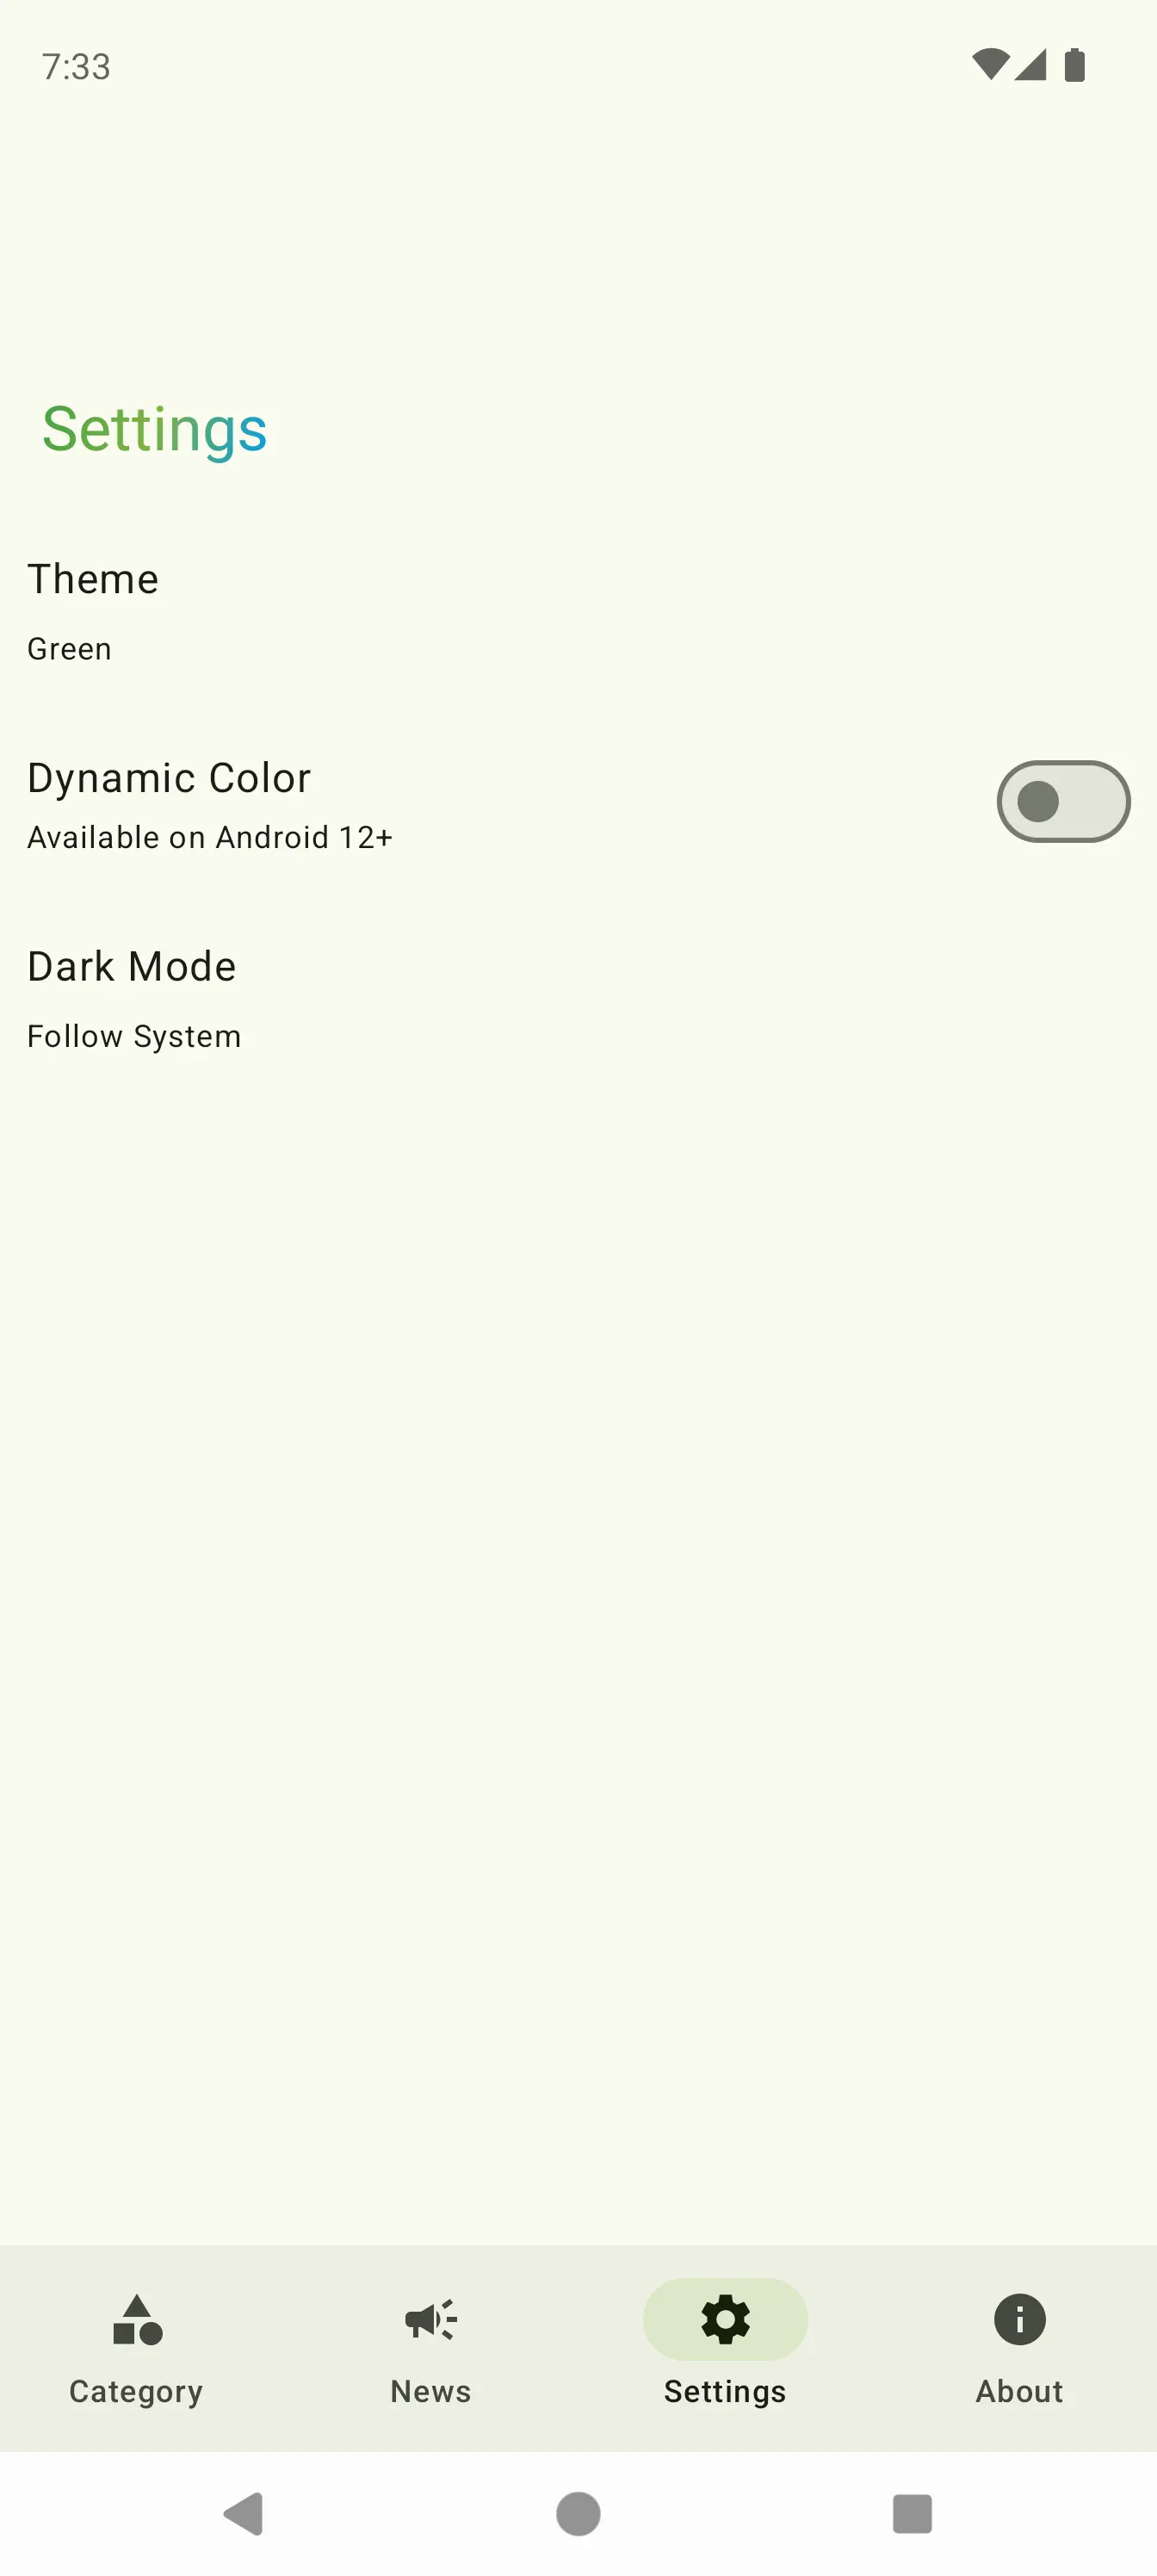 7:33
Settings
Theme
Green
Dynamic Color
Available on Android 12+
Dark Mode
Follow System
Category
News
Settings
About